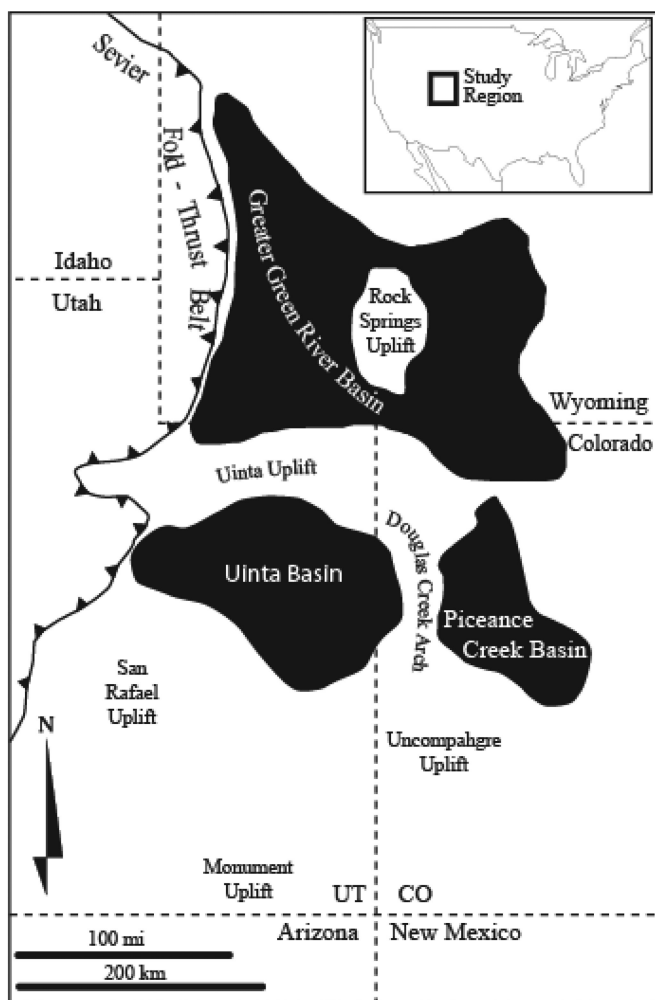 Sevier
Fold - Thrust Belt
Study
Region
Greater Green River Basin
Idaho
Utah
Rock
Springs
Uplift
Wyoming
Colorado
Uinta Uplift
Douglas Creek Arch
Uinta Basin
Piceance
Creek Basin
San
Rafael
Uplift
N
Uncompahgre
Uplift
Monument
Uplift
UT CO
Arizona New Mexico
100 mi
200 km